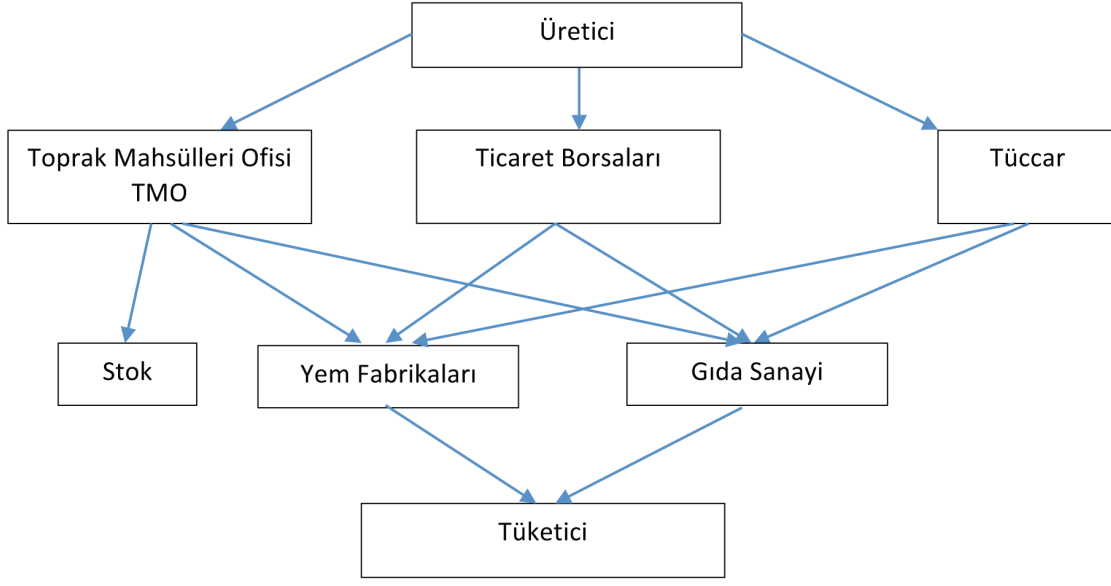 Üretici
Toprak Mahsülleri Ofisi
TMO
Ticaret Borsaları
Tüccar
Stok
Yem Fabrikaları
Gıda Sanayi
Tüketici